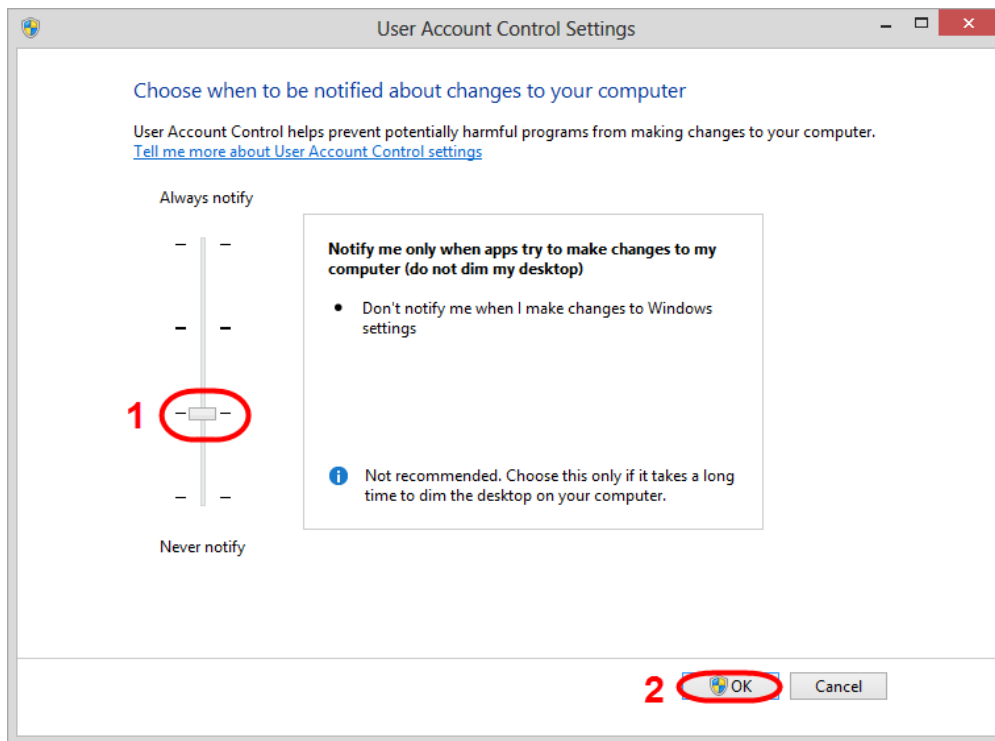 User Account Control Settings
Choose when to be notified about changes to your computer
User Account Control helps prevent potentially harmful programs from making changes to your computer.
Tell me more about User Account Control settings
Always notify
Notify me only when apps try to make changes to my
computer (do not dim my desktop)
• Don't notify me when I make changes to Windows
settings
1
Not recommended. Choose this only if it takes a long
time to dim the desktop on your computer.
Never notify
2 OK Cancel